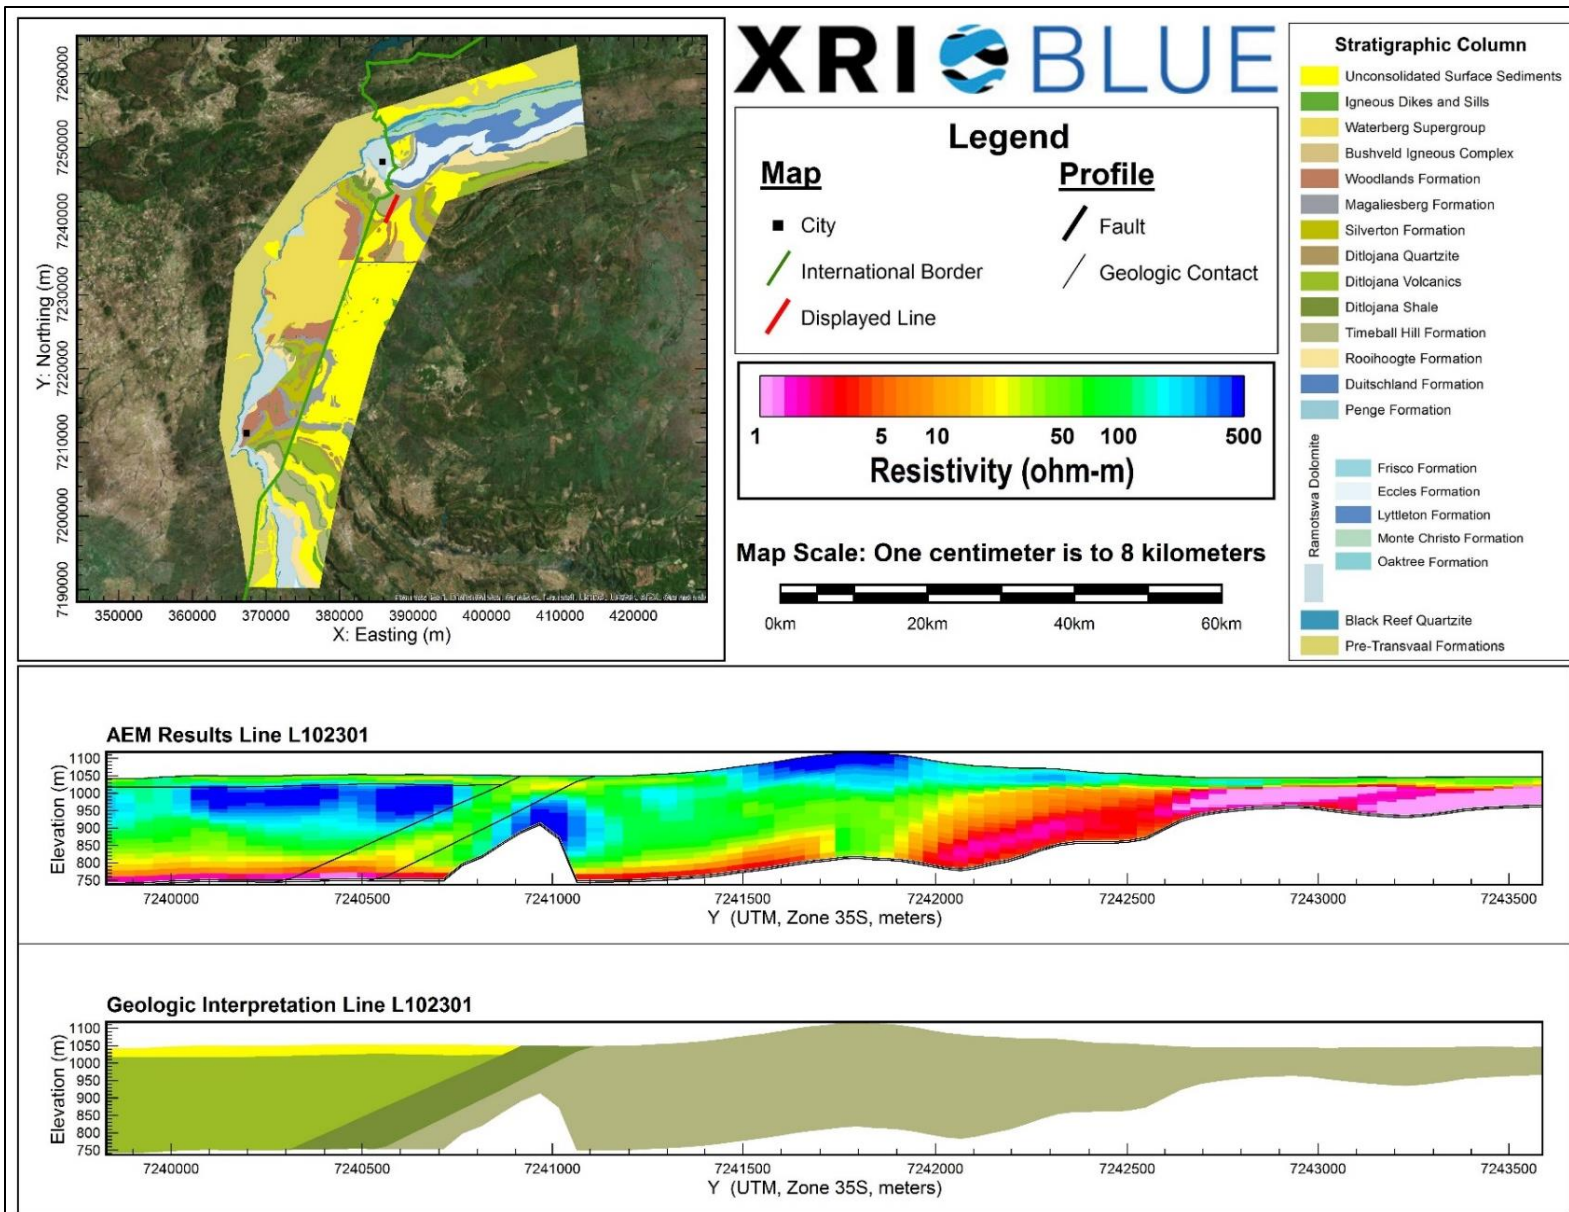 XRI BLUE
7260000
7250000
7240000
7230000
7220000
7210000
7200000
7190000
Y: Northing (m)
350000 360000 370000 380000 390000 400000 410000 420000
X: Easting (m)
Legend
Map
City
International Border
Displayed Line
Profile
Fault
Geologic Contact
1 5 10 50 100 500
Resistivity (ohm-m)
Map Scale: One centimeter is to 8 kilometers
0km 20km 40km 60km
Stratigraphic Column
Unconsolidated Surface Sediments
Igneous Dikes and Sills
Waterberg Supergroup
Bushveld Igneous Complex
Woodlands Formation
Magaliesberg Formation
Silverton Formation
Ditlojana Quartzite
Ditlojana Volcanics
Ditlojana Shale
Timeball Hill Formation
Rooihoogte Formation
Duitschland Formation
Penge Formation
Ramotswa Dolomite
Frisco Formation
Eccles Formation
Lyttleton Formation
Monte Christo Formation
Oaktree Formation
Black Reef Quartzite
Pre-Transvaal Formations
AEM Results Line L102301
Elevation (m)
1100
1050
1000
950
900
850
800
750
7240000 7240500 7241000 7241500 7242000 7242500 7243000 7243500
Y (UTM, Zone 35S, meters)
Geologic Interpretation Line L102301
Elevation (m)
1100
1050
1000
950
900
850
800
750
7240000 7240500 7241000 7241500 7242000 7242500 7243000 7243500
Y (UTM, Zone 35S, meters)